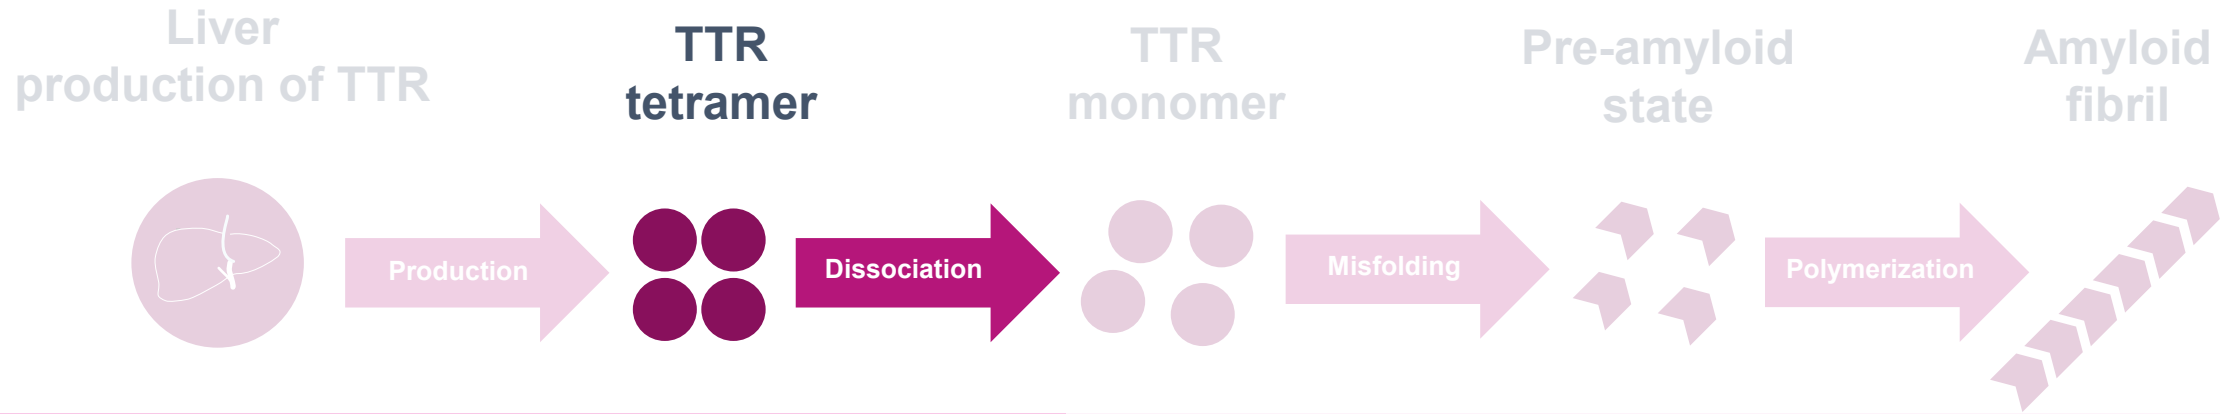 Liver
production of TTR
TTR
tetramer
TTR
monomer
Pre-amyloid
state
Amyloid
fibril
Production
Dissociation
Misfolding
Polymerization